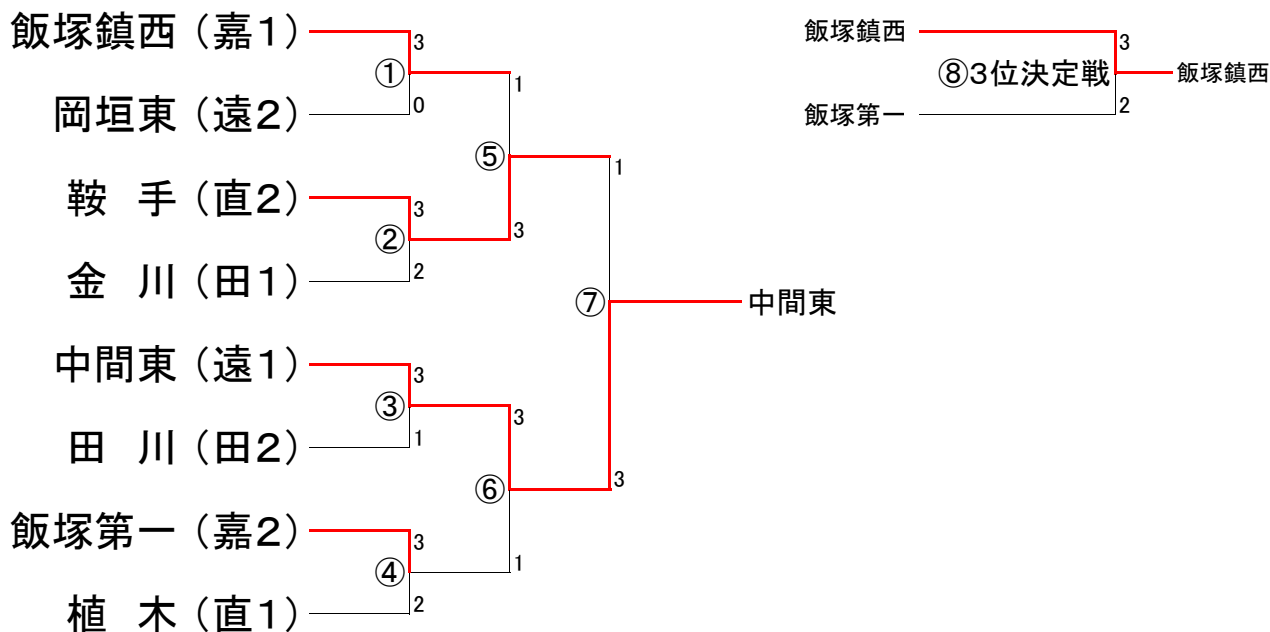 飯塚鎮西（嘉1）
3
①
0
岡垣東（遠2）
1
⑤
3
鞍　手（直2）
3
②
2
金　川（田1）
1
⑦
3
中間東
中間東（遠1）
3
③
1
田　川（田2）
3
⑥
1
飯塚第一（嘉2）
3
④
2
植　木（直1）
飯塚鎮西
3
⑧3位決定戦
飯塚鎮西
飯塚第一
2